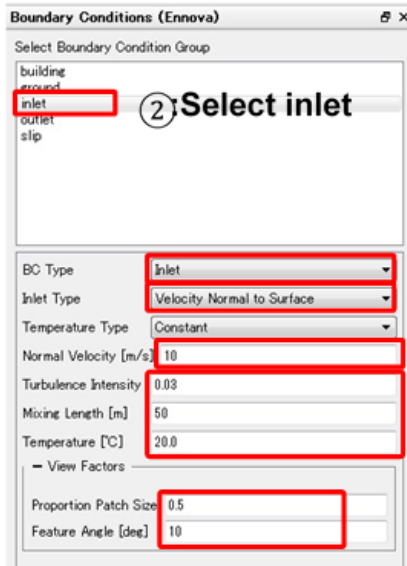 Boundary Conditions (Ennova)
Select Boundary Condition Group
building
ground
inlet
②:Select inlet
outlet
slip
BC Type Inlet
Inlet Type Velocity Normal to Surface
Temperature Type Constant
Normal Velocity [m/s] 10
Turbulence Intensity 0.03
Mixing Length [m] 50
Temperature [℃] 20.0
− View Factors
Proportion Patch Size 0.5
Feature Angle [deg] 10